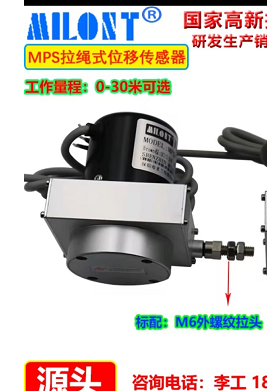 MILONT®
国家高新
研发生产销
MPS拉绳式位移传感器
工作量程：0-30米可选
MILONT
MODEL
标配：M6外螺纹拉头
源头
咨询电话：李工 18